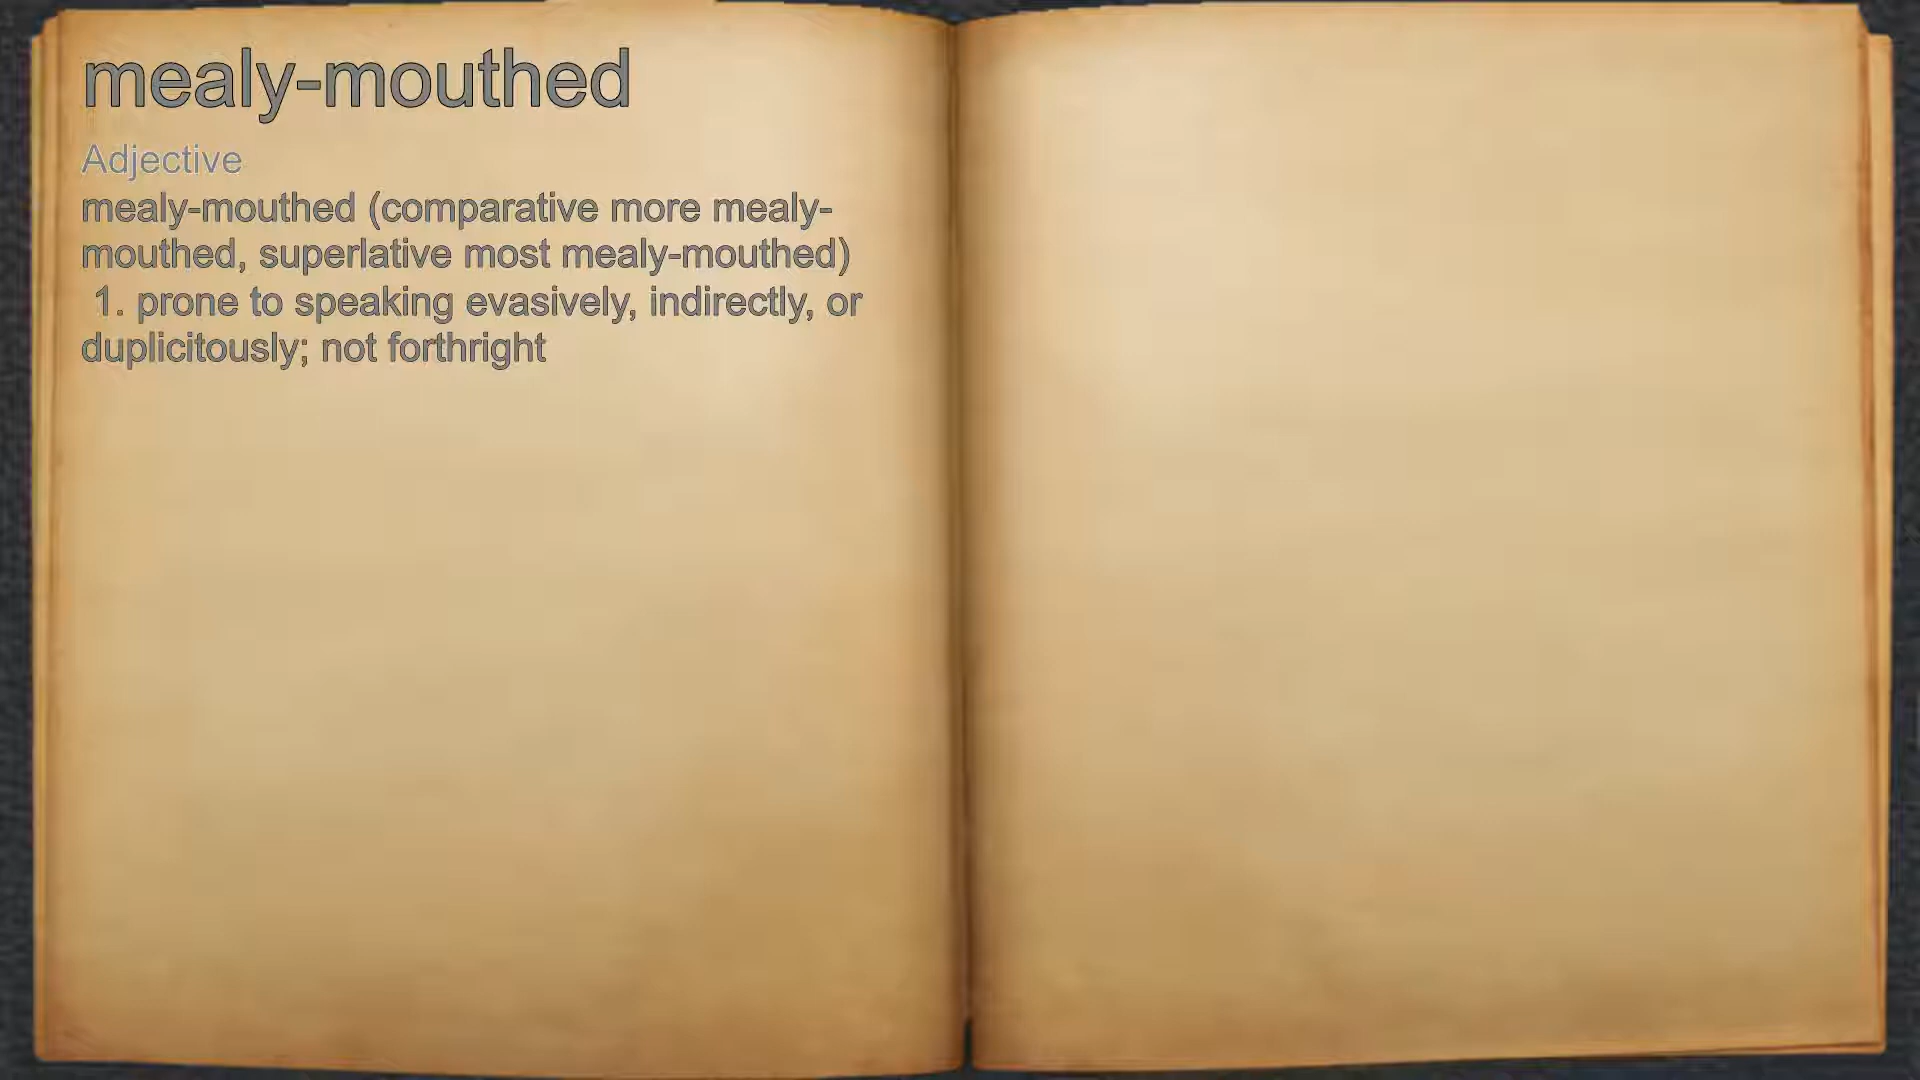 mealy-mouthed
Adjective
mealy-mouthed (comparative more mealy-
mouthed, superlative most mealy-mouthed)
1. prone to speaking evasively, indirectly, or
duplicitously; not forthright